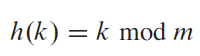 h(k) = k mod m